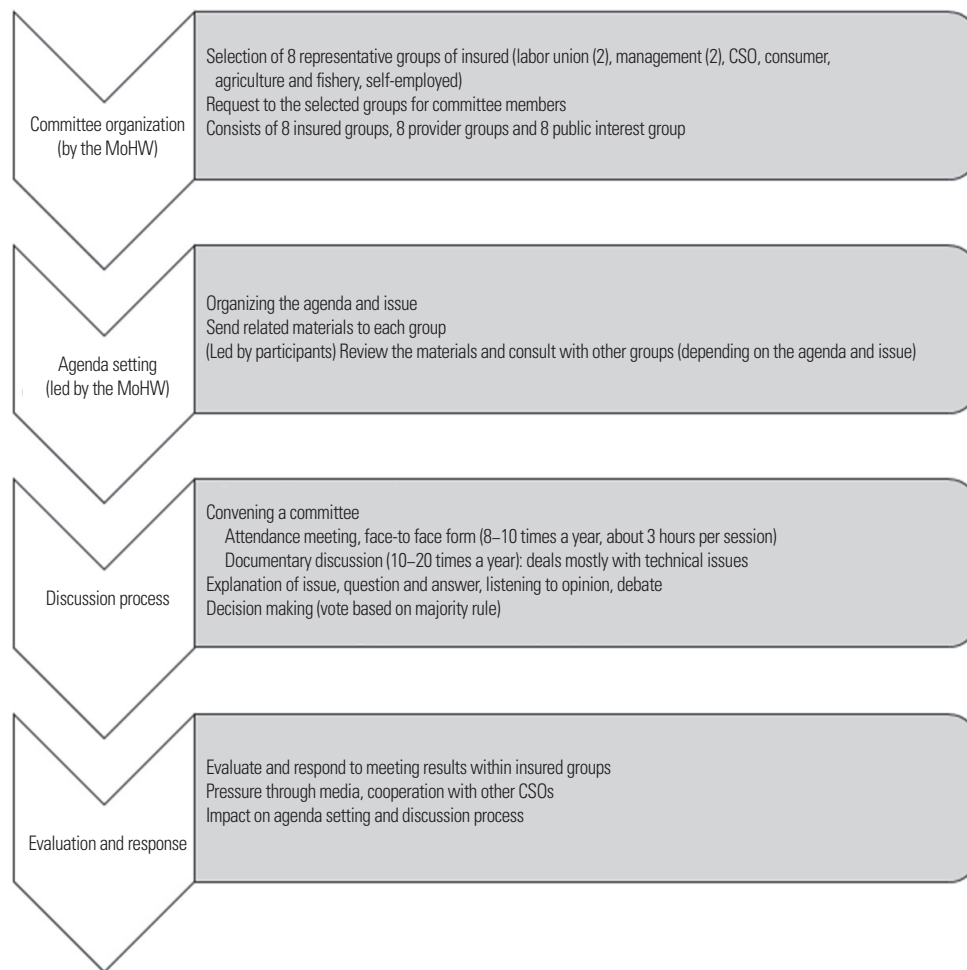 Committee organization
(by the MoHW)
Selection of 8 representative groups of insured (labor union (2), management (2), CSO, consumer,
agriculture and fishery, self-employed)
Request to the selected groups for committee members
Consists of 8 insured groups, 8 provider groups and 8 public interest group
Agenda setting
(led by the MoHW)
Organizing the agenda and issue
Send related materials to each group
(Led by participants) Review the materials and consult with other groups (depending on the agenda and issue)
Discussion process
Convening a committee
Attendance meeting, face-to face form (8–10 times a year, about 3 hours per session)
Documentary discussion (10–20 times a year): deals mostly with technical issues
Explanation of issue, question and answer, listening to opinion, debate
Decision making (vote based on majority rule)
Evaluation and response
Evaluate and respond to meeting results within insured groups
Pressure through media, cooperation with other CSOs
Impact on agenda setting and discussion process